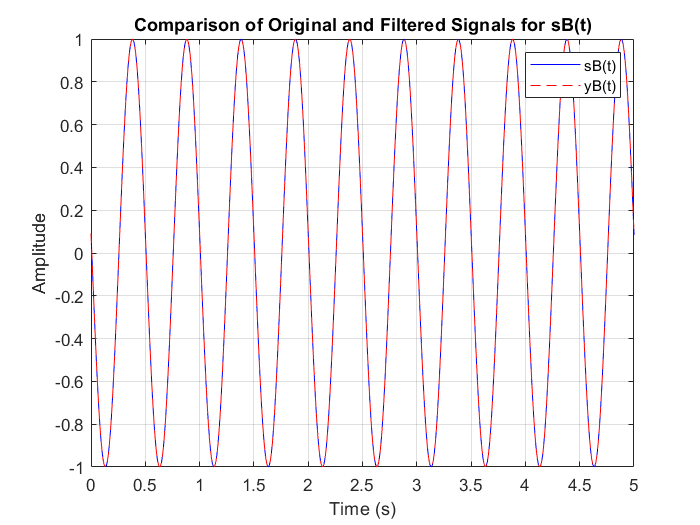 Comparison of Original and Filtered Signals for sB(t)
sB(t)
yB(t)
1
0.8
0.6
0.4
0.2
0
-0.2
-0.4
-0.6
-0.8
-1
Amplitude
0 0.5 1 1.5 2 2.5 3 3.5 4 4.5 5
Time (s)